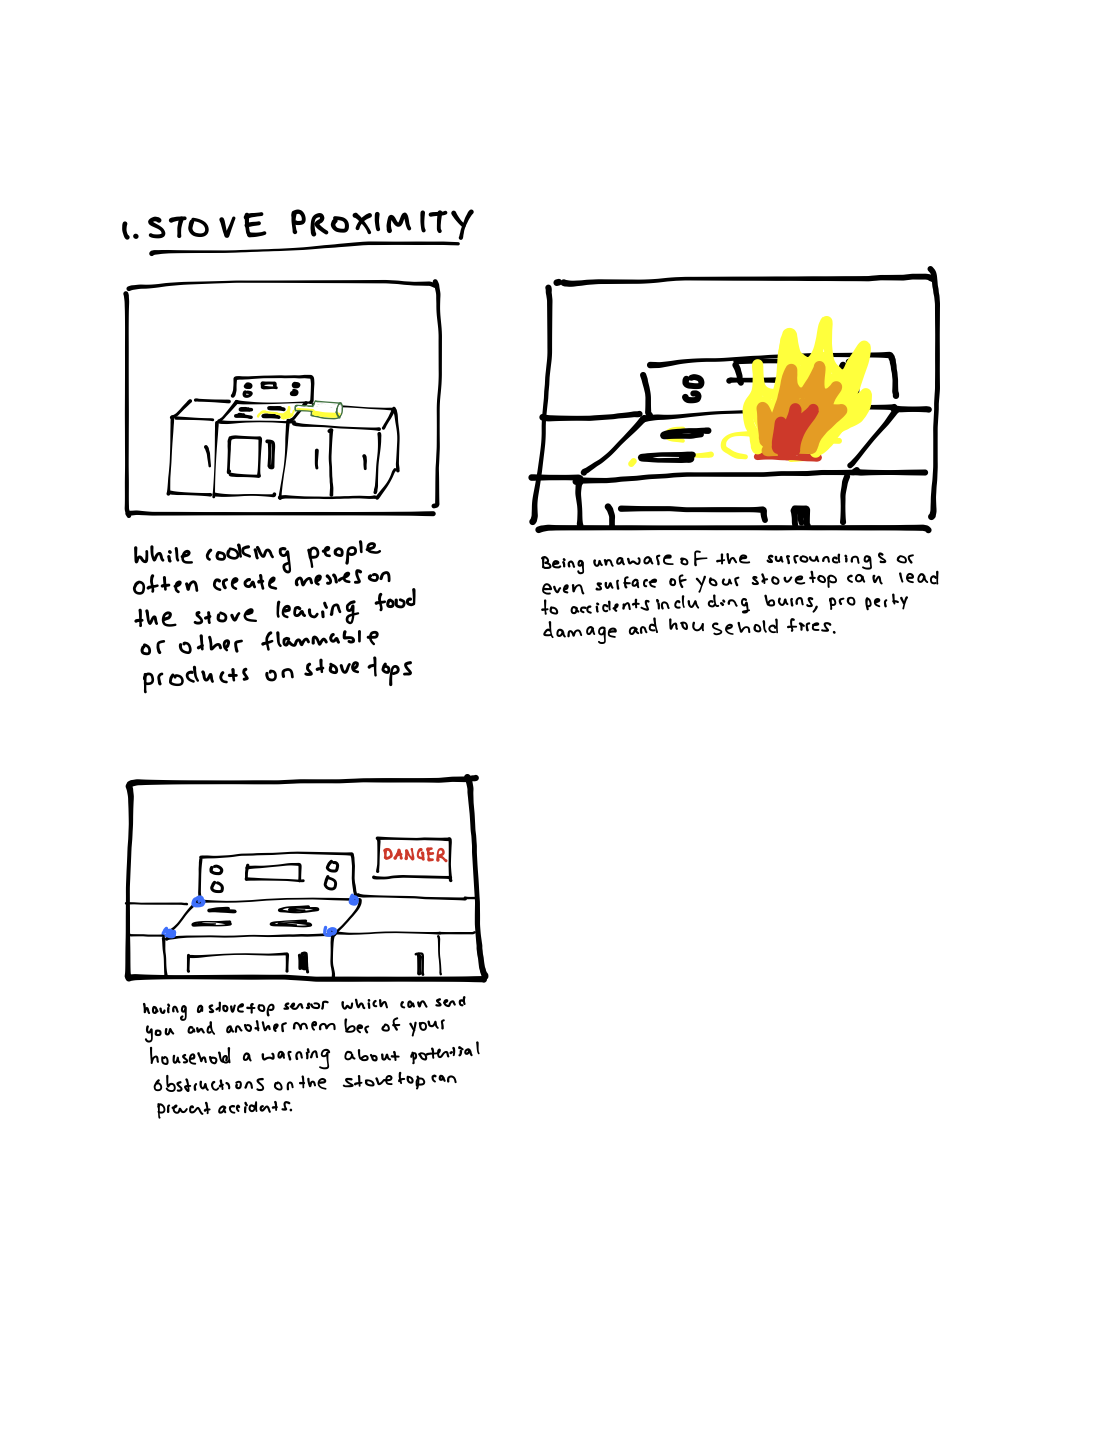 1. STOVE PROXIMITY
While cooking people
often create messes on
the stove leaving food
or other flammable
products on stove tops
Being unaware of the surroundings or
even surface of your stovetop can lead
to accidents including burns, property
damage and household fires.
DANGER
having a stovetop sensor which can send
you and another member of your
household a warning about potential
obstructions on the stovetop can
prevent accidents.